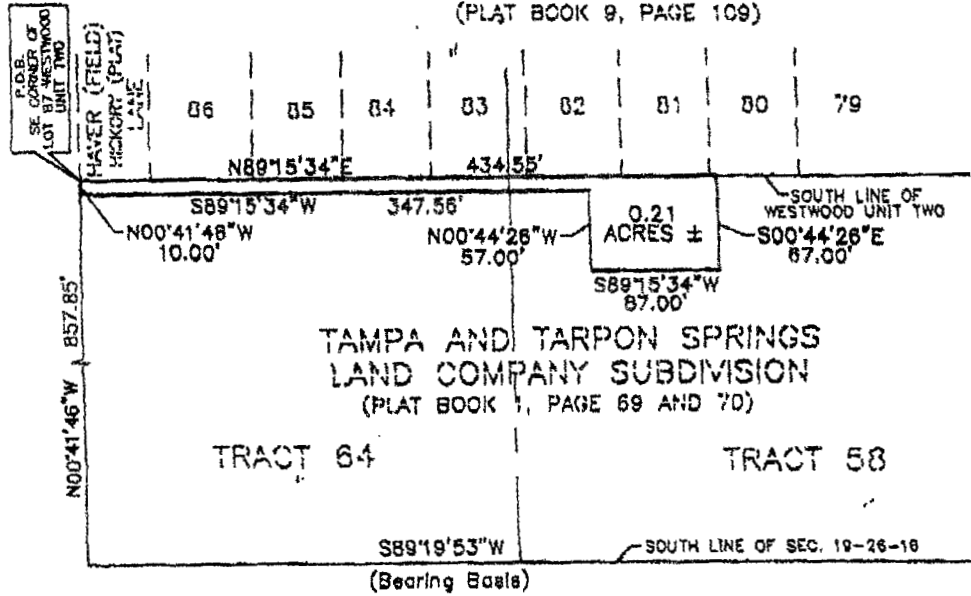 (PLAT BOOK 9, PAGE 109)
P.O.B.
SE CORNER OF
LOT 87 WESTWOOD
UNIT TWO
HAVER (FIELD)
HICKORY (PLAT)
LANE
86
85
84
83
82
81
80
79
N89°15'34"E 434.55'
S89°15'34"W 347.56'
SOUTH LINE OF
WESTWOOD UNIT TWO
N00°41'46"W
10.00'
N00°44'26"W
57.00'
0.21
ACRES ±
S00°44'26"E
67.00'
S89°15'34"W
87.00'
N00°41'46"W 857.85'
TAMPA AND TARPON SPRINGS
LAND COMPANY SUBDIVISION
(PLAT BOOK 1, PAGE 69 AND 70)
TRACT 64
TRACT 58
S89°19'53"W
SOUTH LINE OF SEC. 19-26-16
(Bearing Basis)